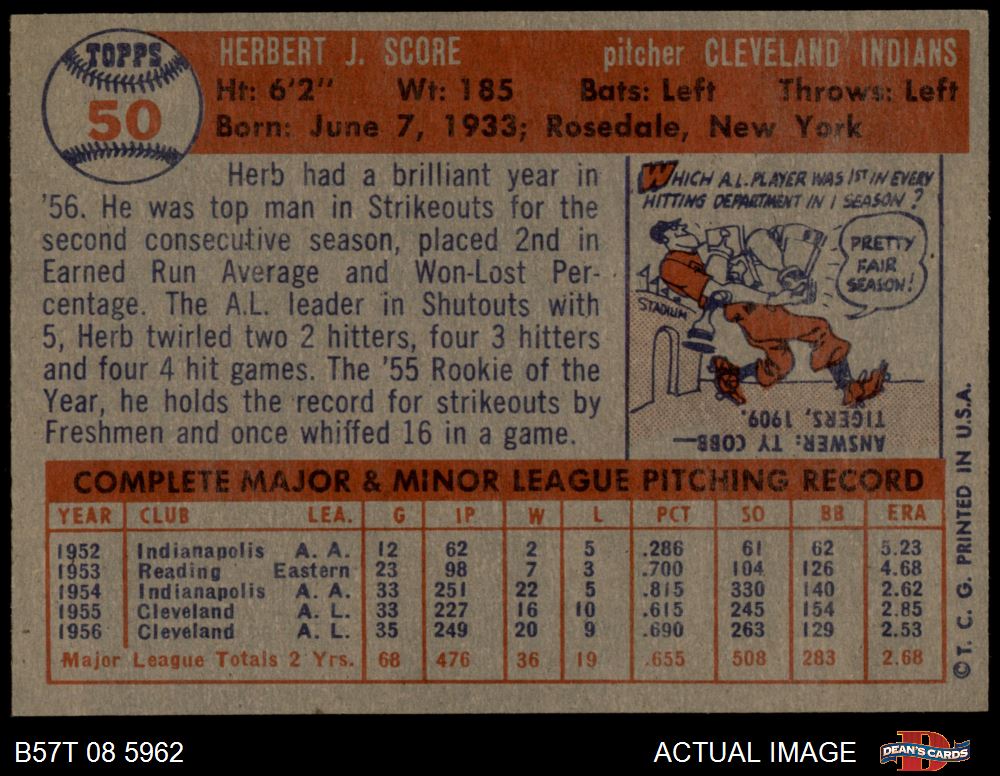 TOPPS
50
HERBERT J. SCORE pitcher CLEVELAND INDIANS
Ht: 6'2" Wt: 185 Bats: Left Throws: Left
Born: June 7, 1933; Rosedale, New York
Herb had a brilliant year in
'56. He was top man in Strikeouts for the
second consecutive season, placed 2nd in
Earned Run Average and Won-Lost Per-
centage. The A.L. leader in Shutouts with
5, Herb twirled two 2 hitters, four 3 hitters
and four 4 hit games. The '55 Rookie of the
Year, he holds the record for strikeouts by
Freshmen and once whiffed 16 in a game.
WHICH A.L. PLAYER WAS 1ST IN EVERY
HITTING DEPARTMENT IN 1 SEASON?
PRETTY
FAIR
SEASON!
STADIUM
ANSWER: TY COBB—
TIGERS, 1909.
COMPLETE MAJOR & MINOR LEAGUE PITCHING RECORD
YEAR CLUB LEA. G IP W L PCT SO BB ERA
1952 Indianapolis A. A. 12 62 2 5 .286 61 62 5.23
1953 Reading Eastern 23 98 7 3 .700 104 126 4.68
1954 Indianapolis A. A. 33 251 22 5 .815 330 140 2.62
1955 Cleveland A. L. 33 227 16 10 .615 245 154 2.85
1956 Cleveland A. L. 35 249 20 9 .690 263 129 2.53
Major League Totals 2 Yrs. 68 476 36 19 .655 508 283 2.68
© T. C. G. PRINTED IN U.S.A.
B57T 08 5962 ACTUAL IMAGE
D
DEAN'S CARDS